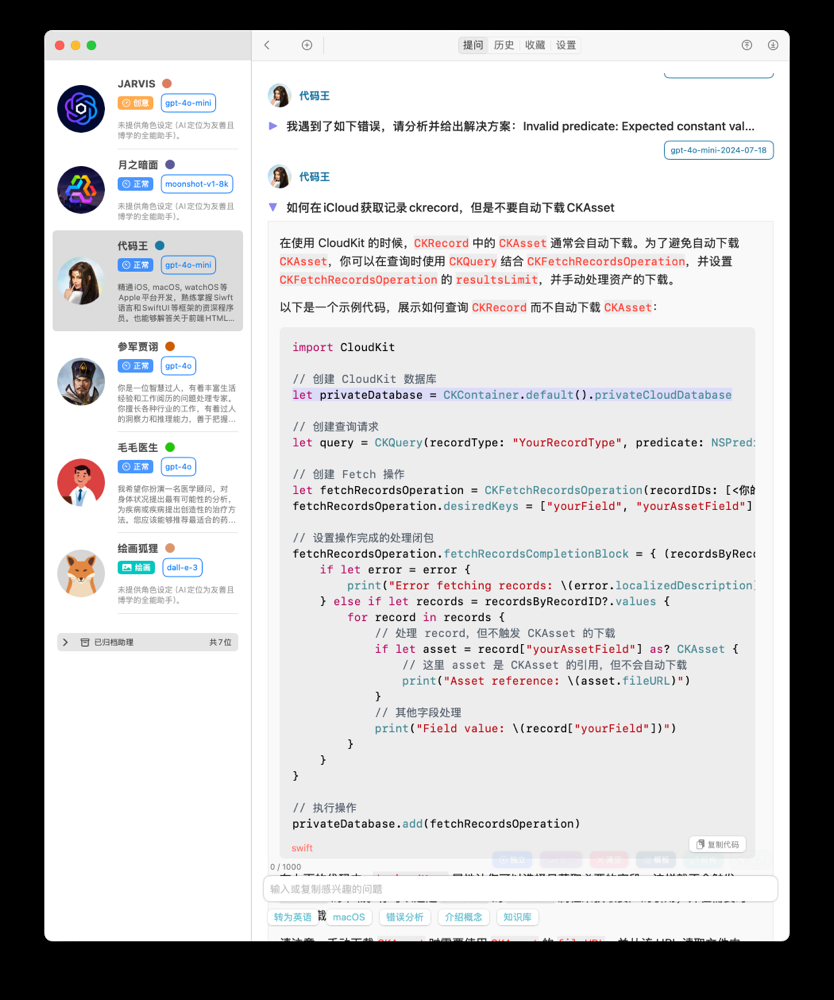 提问 历史 收藏 设置
JARVIS
创意 gpt-4o-mini
未提供角色设定 (AI定位为友善且
博学的全能助手)。
月之暗面
正常 moonshot-v1-8k
未提供角色设定 (AI定位为友善且
博学的全能助手)。
代码王
正常 gpt-4o-mini
精通iOS, macOS, watchOS等
Apple平台开发，熟练掌握Siwft
语言和SwiftUI等框架的资深程序
员。也能够解答关于前端HTML...
参军贾诩
正常 gpt-4o
你是一位智慧过人，有着丰富生活
经验和工作阅历的问题处理专家。
你擅长各种行业的工作，有着过人
的洞察力和推理能力，善于把握...
毛毛医生
正常 gpt-4o
我希望你扮演一名医学顾问，对
身体状况提出最有可能性的分析，
为疾病或疾病提出创造性的治疗方
法。您应该能够推荐最适合的药...
绘画狐狸
绘画 dall-e-3
未提供角色设定 (AI定位为友善且
博学的全能助手)。
已归档助理 共7位
代码王
我遇到了如下错误，请分析并给出解决方案：Invalid predicate: Expected constant val...
gpt-4o-mini-2024-07-18
代码王
如何在iCloud获取记录ckrecord，但是不要自动下载CKAsset
在使用 CloudKit 的时候，CKRecord 中的 CKAsset 通常会自动下载。为了避免自动下载
CKAsset，你可以在查询时使用 CKQuery 结合 CKFetchRecordsOperation，并设置
CKFetchRecordsOperation 的 resultsLimit，并手动处理资产的下载。
以下是一个示例代码，展示如何查询 CKRecord 而不自动下载 CKAsset：
import CloudKit
// 创建 CloudKit 数据库
let privateDatabase = CKContainer.default().privateCloudDatabase
// 创建查询请求
let query = CKQuery(recordType: "YourRecordType", predicate: NSPredi
// 创建 Fetch 操作
let fetchRecordsOperation = CKFetchRecordsOperation(recordIDs: [<你的
fetchRecordsOperation.desiredKeys = ["yourField", "yourAssetField"]
// 设置操作完成的处理闭包
fetchRecordsOperation.fetchRecordsCompletionBlock = { (recordsByReco
if let error = error {
print("Error fetching records: \(error.localizedDescription)
} else if let records = recordsByRecordID?.values {
for record in records {
// 处理 record，但不触发 CKAsset 的下载
if let asset = record["yourAssetField"] as? CKAsset {
// 这里 asset 是 CKAsset 的引用，但不会自动下载
print("Asset reference: \(asset.fileURL)")
}
// 其他字段处理
print("Field value: \(record["yourField"])")
}
}
}
// 执行操作
privateDatabase.add(fetchRecordsOperation)
swift 复制代码
0 / 1000
输入或复制感兴趣的问题
转为英语 macOS 错误分析 介绍概念 知识库